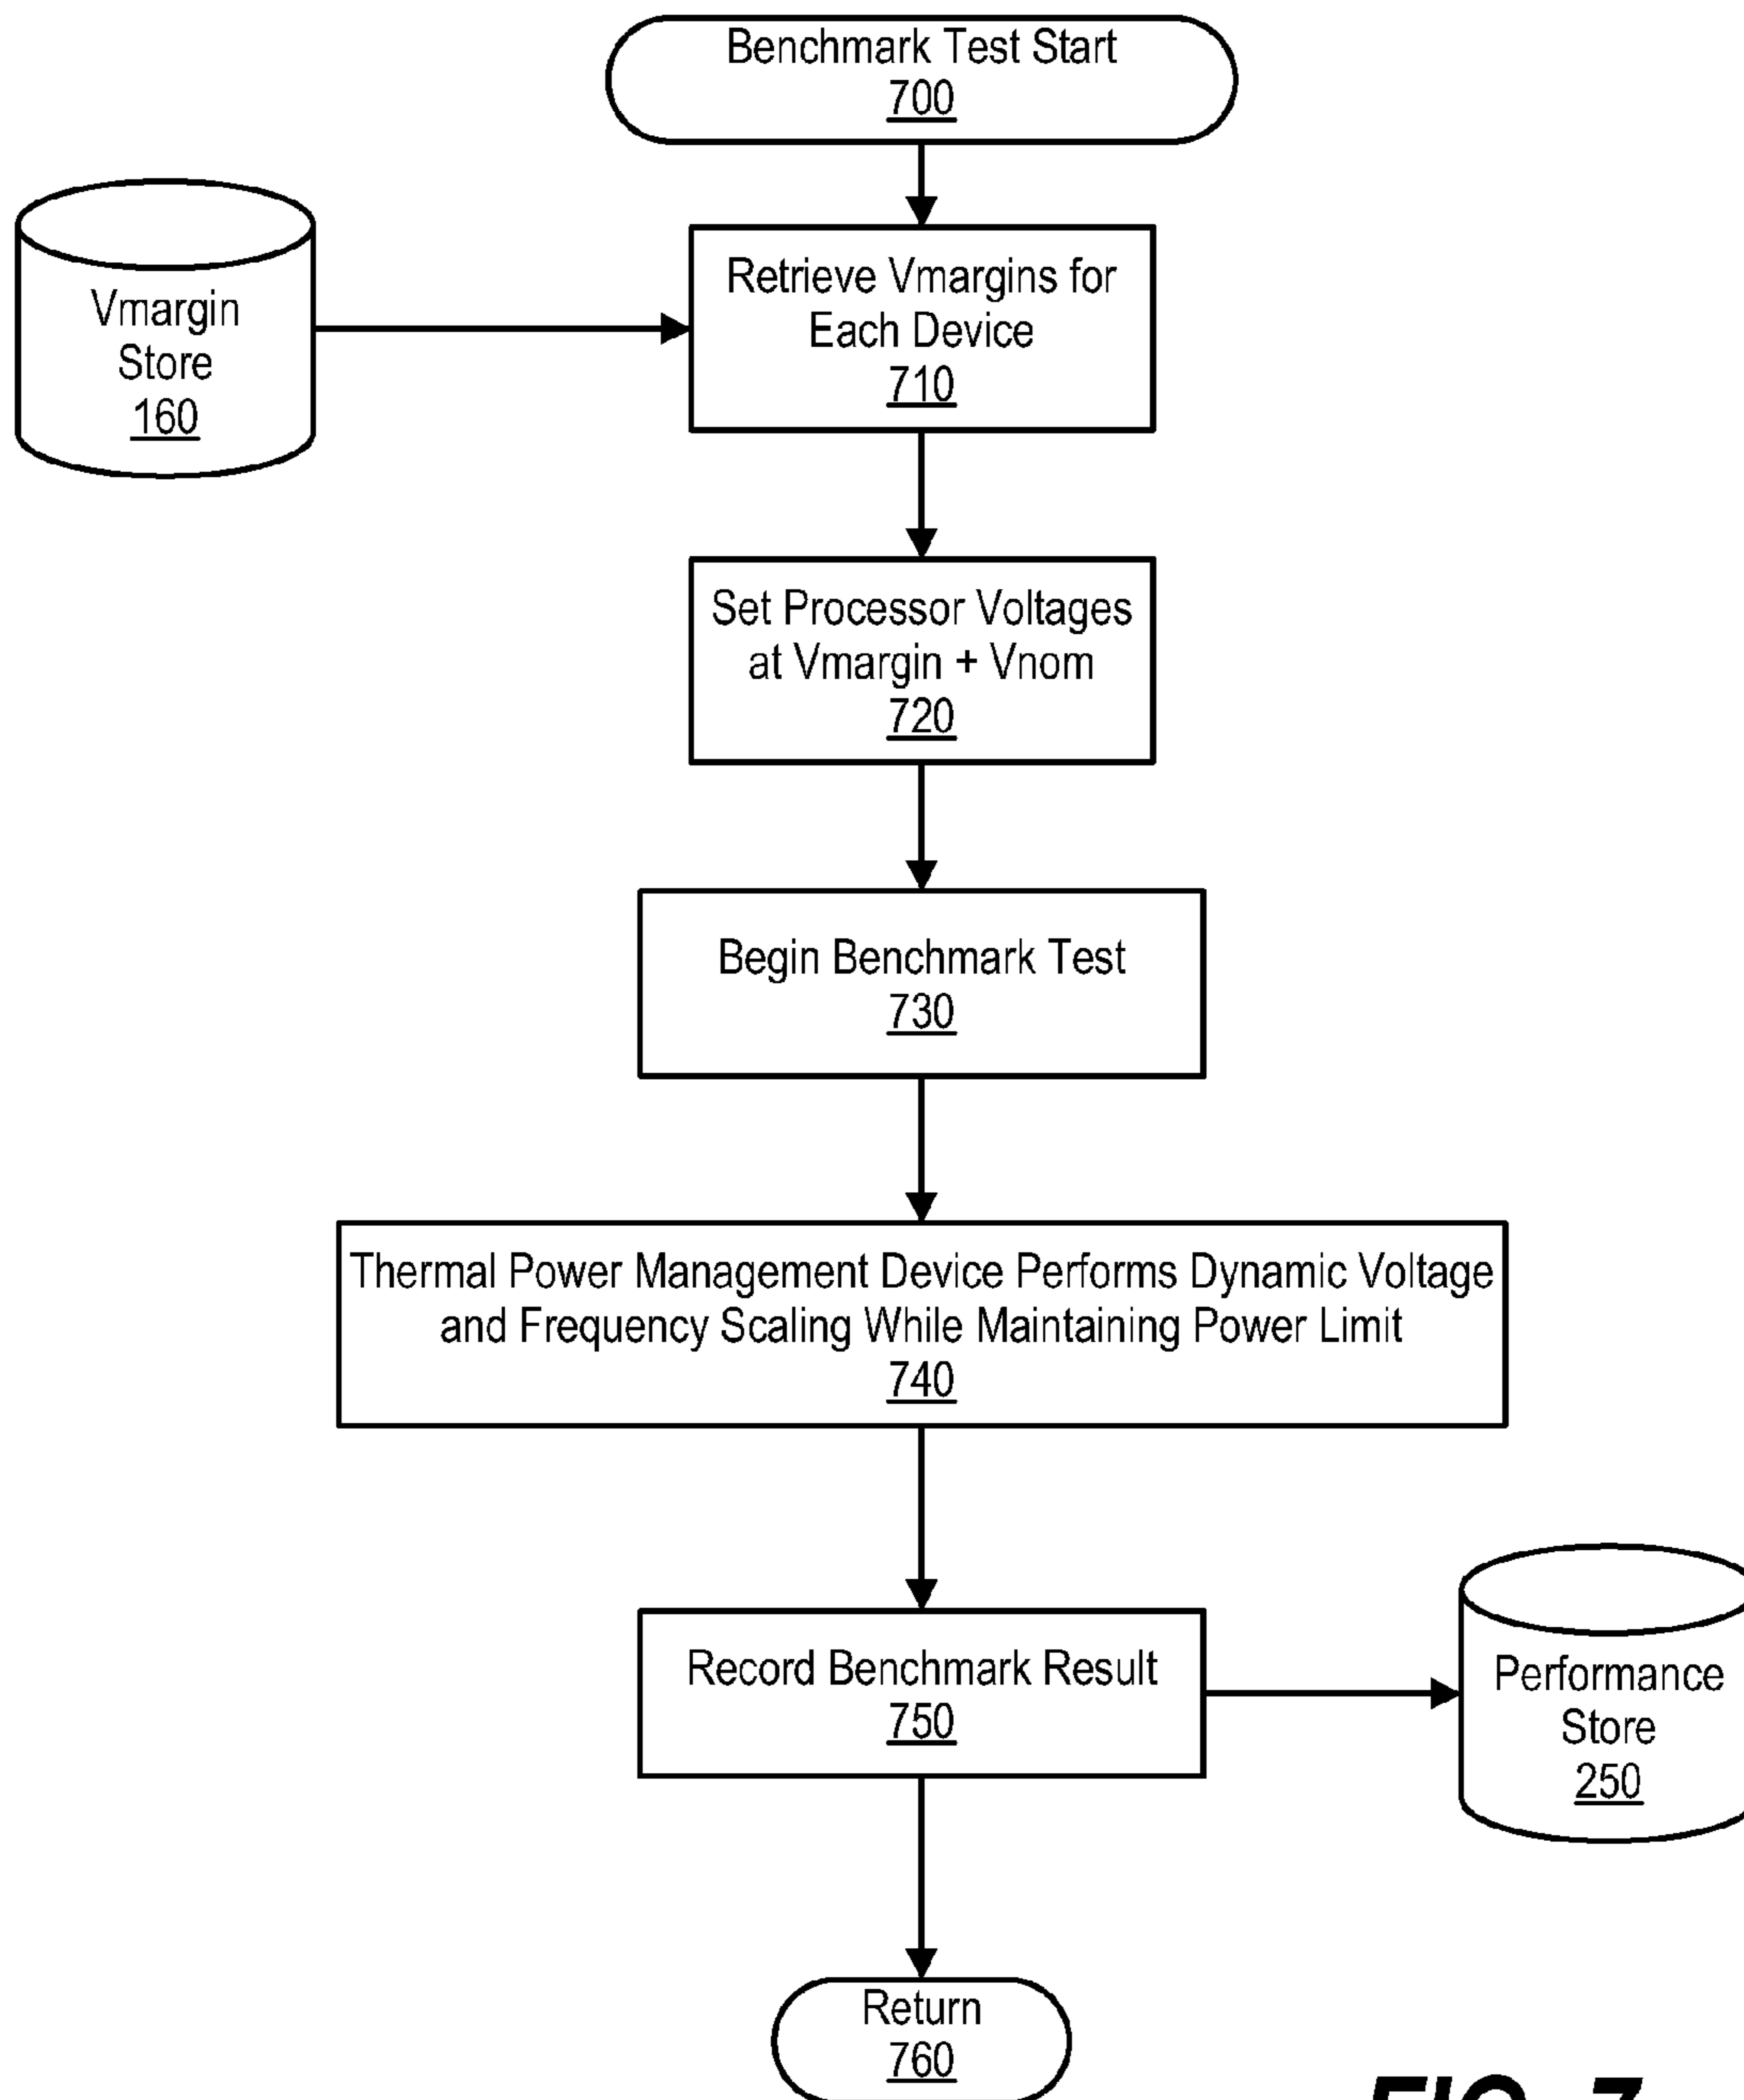 Benchmark Test Start
700
Vmargin
Store
160
Retrieve Vmargins for
Each Device
710
Set Processor Voltages
at Vmargin + Vnom
720
Begin Benchmark Test
730
Thermal Power Management Device Performs Dynamic Voltage
and Frequency Scaling While Maintaining Power Limit
740
Record Benchmark Result
750
Performance
Store
250
Return
760
FIG. 7